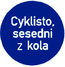 Cyklisto,
sesedni
z kola